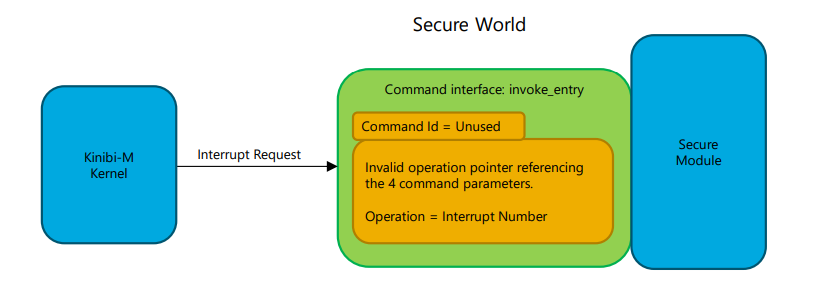 Secure World
Command interface: invoke_entry
Command Id = Unused
Kinibi-M
Kernel
Interrupt Request
Invalid operation pointer referencing
the 4 command parameters.
Operation = Interrupt Number
Secure
Module